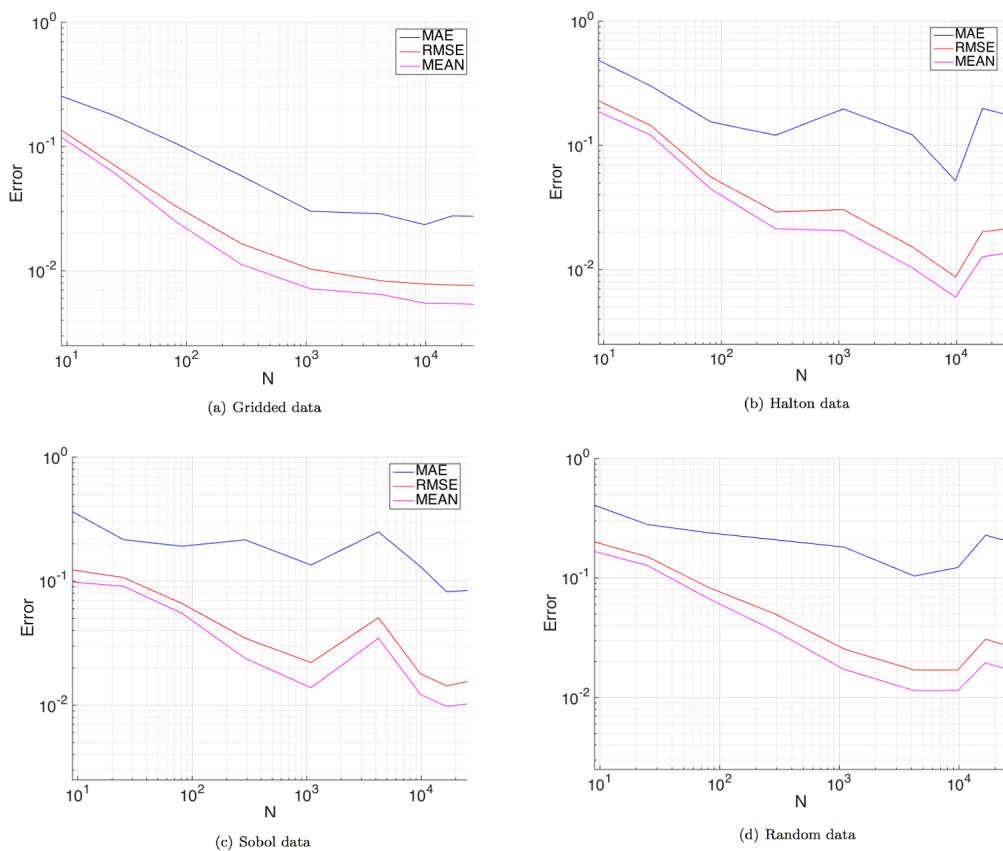 10^0
MAE
RMSE
MEAN
10^-1
Error
10^-2
10^1 10^2 10^3 10^4
N
(a) Gridded data
10^0
MAE
RMSE
MEAN
10^-1
Error
10^-2
10^1 10^2 10^3 10^4
N
(b) Halton data
10^0
MAE
RMSE
MEAN
10^-1
Error
10^-2
10^1 10^2 10^3 10^4
N
(c) Sobol data
10^0
10^-1
Error
10^-2
10^1 10^2 10^3 10^4
N
(d) Random data